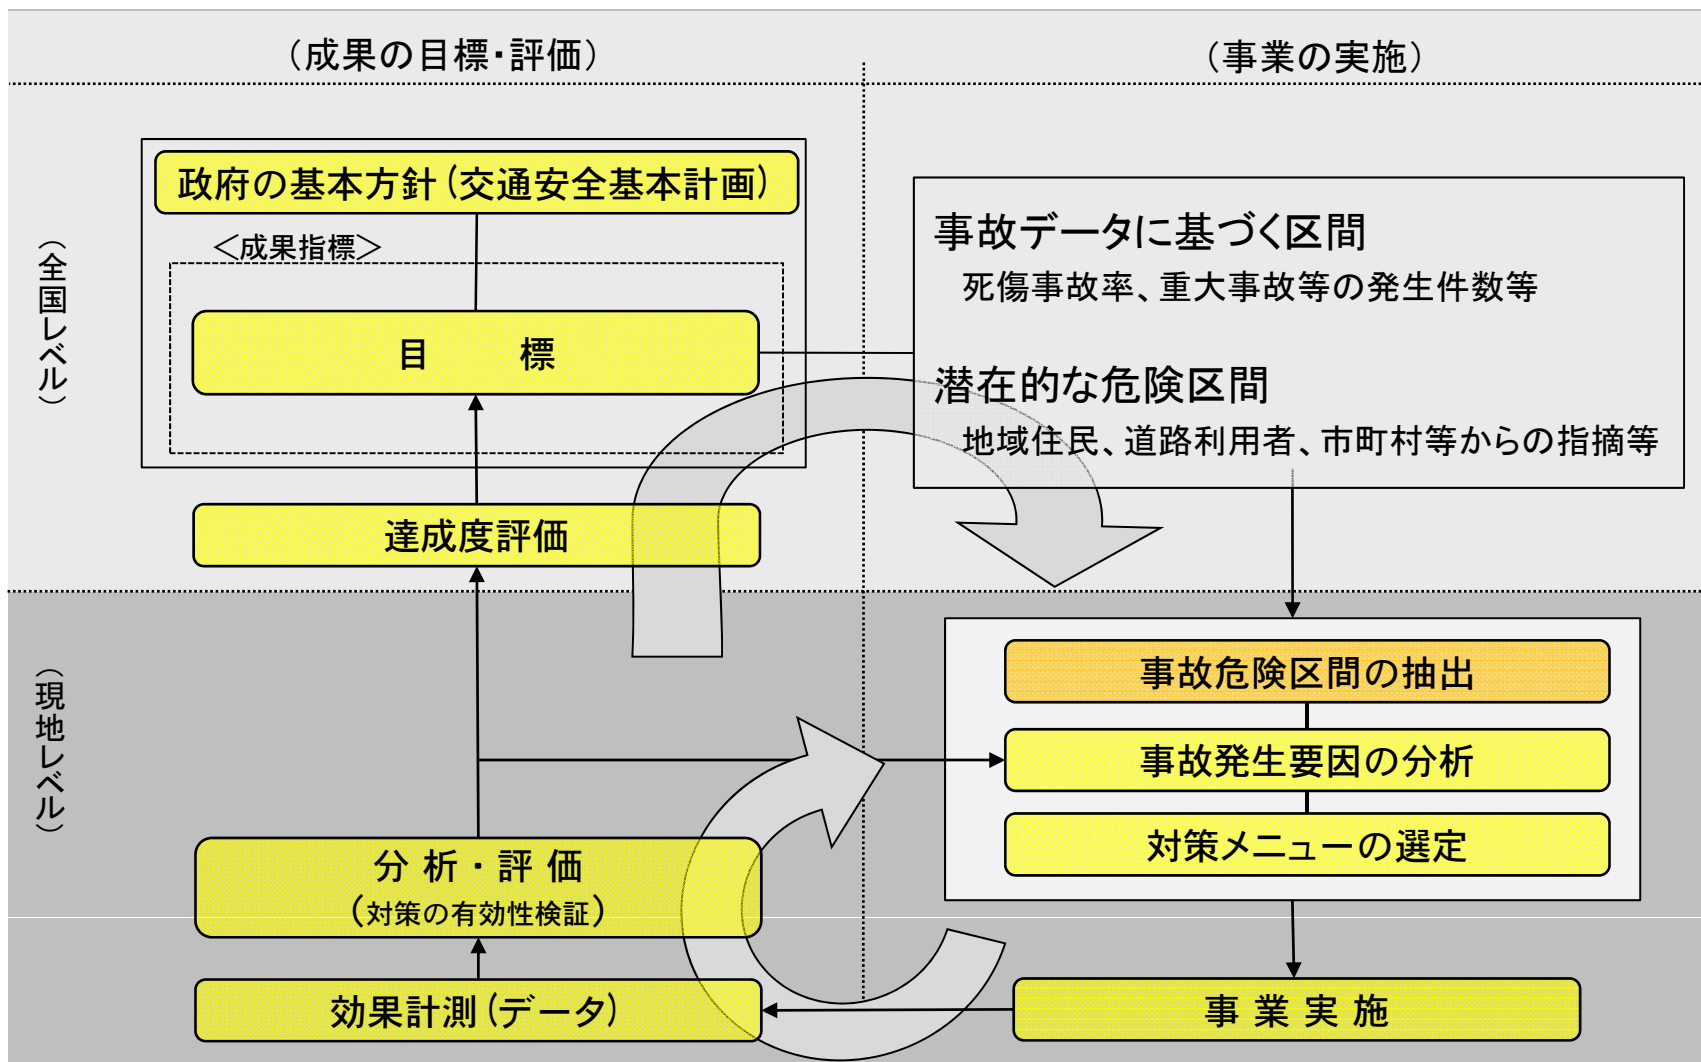 （成果の目標・評価）
（事業の実施）
（全国レベル）
政府の基本方針（交通安全基本計画）
＜成果指標＞
目　標
達成度評価
事故データに基づく区間
死傷事故率、重大事故等の発生件数等
潜在的な危険区間
地域住民、道路利用者、市町村等からの指摘等
（現地レベル）
事故危険区間の抽出
事故発生要因の分析
対策メニューの選定
分析・評価
（対策の有効性検証）
効果計測（データ）
事業実施